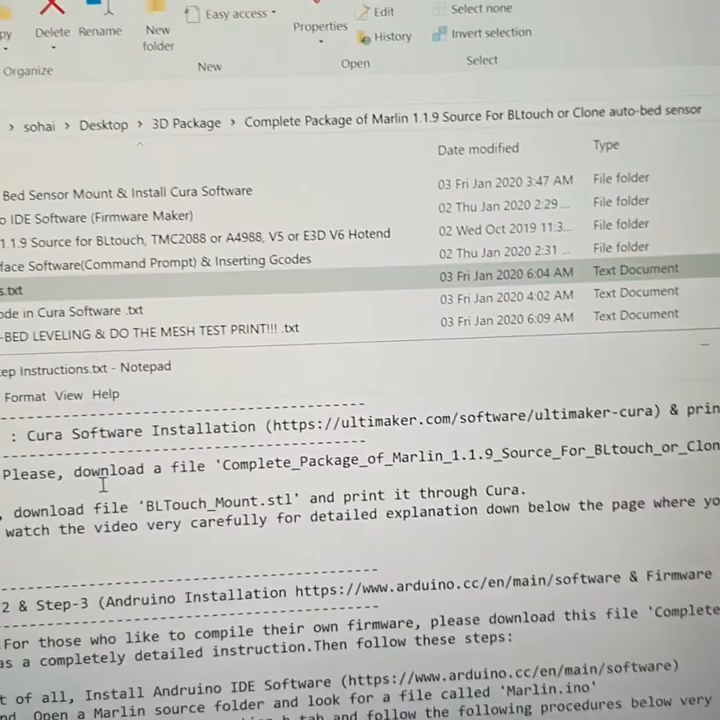 Delete Rename
New folder
Easy access
Properties
Edit
History
Select none
Invert selection
Organize
New
Open
Select
› sohai › Desktop › 3D Package › Complete Package of Marlin 1.1.9 Source For BLtouch or Clone auto-bed sensor
Date modified Type
Bed Sensor Mount & Install Cura Software 03 Fri Jan 2020 3:47 AM File folder
o IDE Software (Firmware Maker) 02 Thu Jan 2020 2:29 ... File folder
1.1.9 Source for BLtouch, TMC2088 or A4988, V5 or E3D V6 Hotend 02 Wed Oct 2019 11:3... File folder
face Software(Command Prompt) & Inserting Gcodes 02 Thu Jan 2020 2:31 ... File folder
s.txt 03 Fri Jan 2020 6:04 AM Text Document
ode in Cura Software .txt 03 Fri Jan 2020 4:02 AM Text Document
-BED LEVELING & DO THE MESH TEST PRINT!!! .txt 03 Fri Jan 2020 6:09 AM Text Document
ep Instructions.txt - Notepad
Format View Help
: Cura Software Installation (https://ultimaker.com/software/ultimaker-cura) & prin
Please, download a file 'Complete_Package_of_Marlin_1.1.9_Source_For_BLtouch_or_Clon
, download file 'BLTouch_Mount.stl' and print it through Cura.
watch the video very carefully for detailed explanation down below the page where yo
2 & Step-3 (Andruino Installation https://www.arduino.cc/en/main/software & Firmware
For those who like to compile their own firmware, please download this file 'Complete
as a completely detailed instruction.Then follow these steps:
t of all, Install Andruino IDE Software (https://www.arduino.cc/en/main/software)
nd, Open a Marlin source folder and look for a file called 'Marlin.ino'
tab and follow the following procedures below very